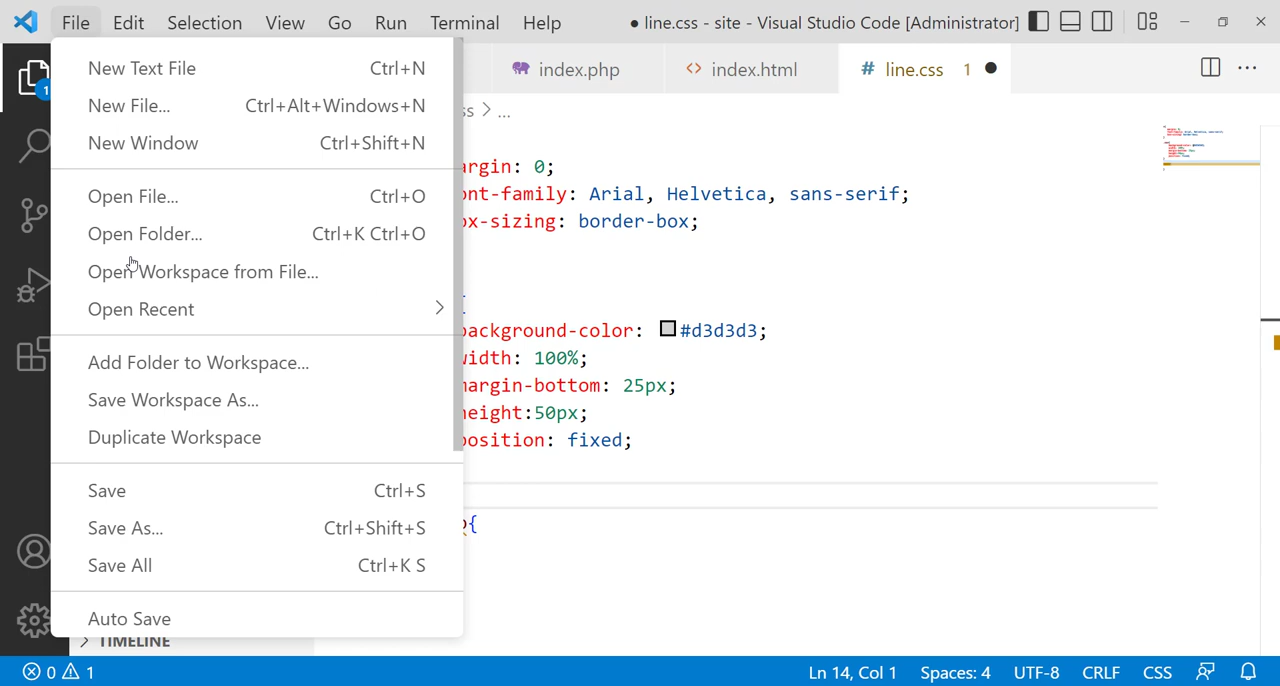 File Edit Selection View Go Run Terminal Help ● line.css - site - Visual Studio Code [Administrator]
index.php <> index.html # line.css 1 ●
ss > ...
New Text File Ctrl+N
New File... Ctrl+Alt+Windows+N
New Window Ctrl+Shift+N
Open File... Ctrl+O
Open Folder... Ctrl+K Ctrl+O
Open Workspace from File...
Open Recent >
Add Folder to Workspace...
Save Workspace As...
Duplicate Workspace
Save Ctrl+S
Save As... Ctrl+Shift+S
Save All Ctrl+K S
Auto Save
1
argin: 0;
nt-family: Arial, Helvetica, sans-serif;
x-sizing: border-box;
{
background-color: #d3d3d3;
width: 100%;
margin-bottom: 25px;
height:50px;
position: fixed;
{
> TIMELINE
0 1 Ln 14, Col 1 Spaces: 4 UTF-8 CRLF CSS